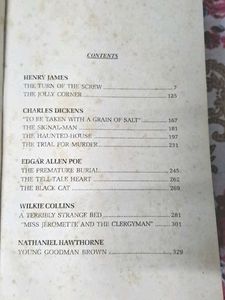 CONTENTS
HENRY JAMES
THE TURN OF THE SCREW 7
THE JOLLY CORNER 125
CHARLES DICKENS
"TO BE TAKEN WITH A GRAIN OF SALT" 167
THE SIGNAL-MAN 181
THE HAUNTED-HOUSE 197
THE TRIAL FOR MURDER 231
EDGAR ALLEN POE
THE PREMATURE BURIAL 245
THE TELL-TALE HEART 262
THE BLACK CAT 269
WILKIE COLLINS
A TERRIBLY STRANGE BED 281
"MISS JEROMETTE AND THE CLERGYMAN" 301
NATHANIEL HAWTHORNE
YOUNG GOODMAN BROWN 329